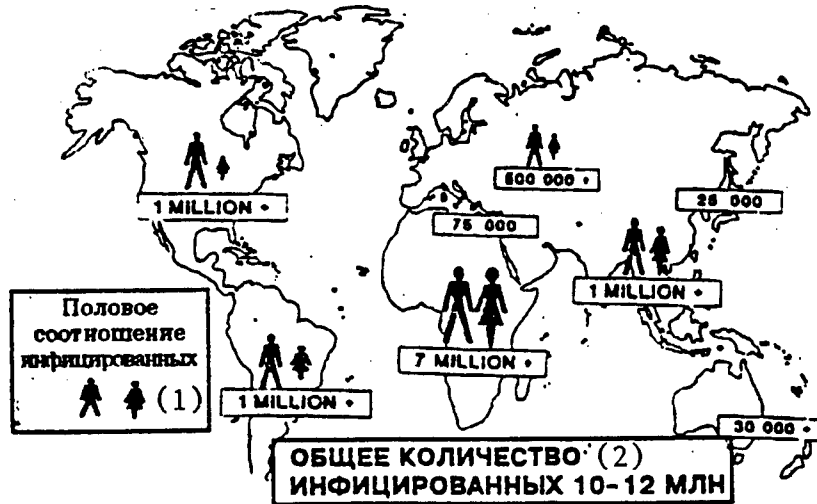 500 000 +
1 MILLION +
25 000
75 000
1 MILLION +
Половое
соотношение
инфицированных
(1)
7 MILLION +
1 MILLION +
30 000 +
ОБЩЕЕ КОЛИЧЕСТВО (2)
ИНФИЦИРОВАННЫХ 10-12 МЛН